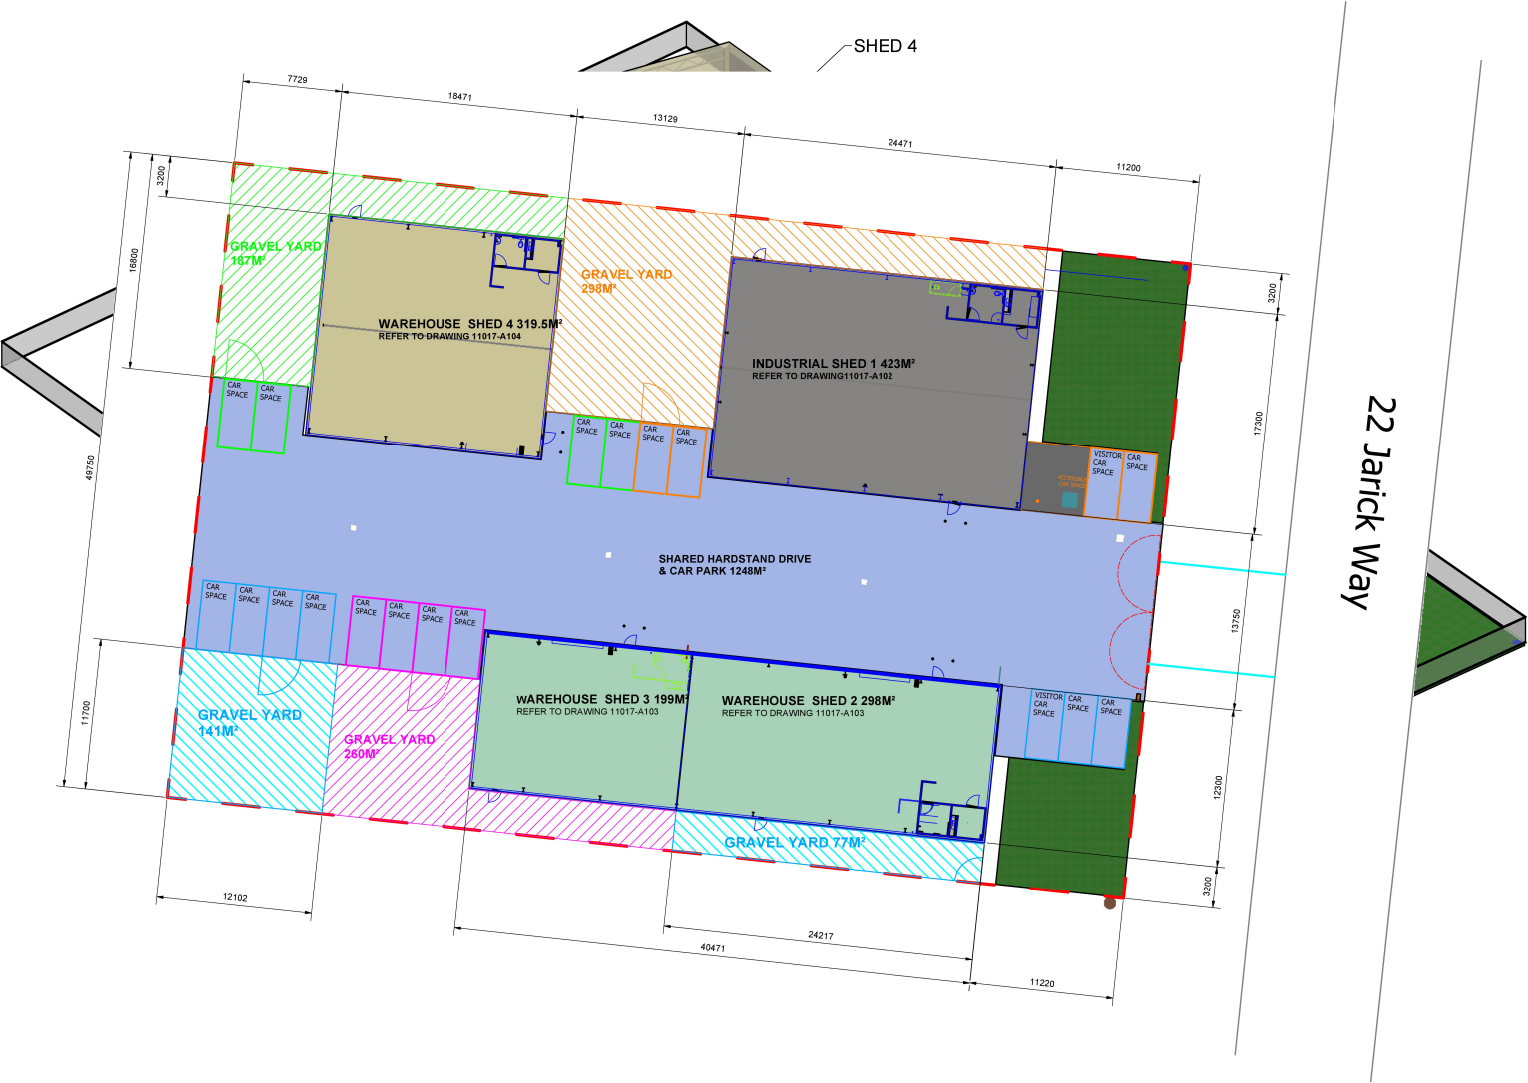 SHED 4
7729
18471
13129
24471
11200
3200
16800
49750
11700
GRAVEL YARD
187M²
GRAVEL YARD
298M²
WAREHOUSE SHED 4 319.5M²
REFER TO DRAWING 11017-A104
INDUSTRIAL SHED 1 423M²
REFER TO DRAWING11017-A102
3200
17300
13750
12300
3200
22 Jarick Way
CAR
SPACE
CAR
SPACE
CAR
SPACE
CAR
SPACE
CAR
SPACE
CAR
SPACE
ACCESSIBLE
CAR SPACE
VISITOR
CAR
SPACE
CAR
SPACE
SHARED HARDSTAND DRIVE
& CAR PARK 1248M²
CAR
SPACE
CAR
SPACE
CAR
SPACE
CAR
SPACE
CAR
SPACE
CAR
SPACE
CAR
SPACE
CAR
SPACE
WAREHOUSE SHED 3 199M²
REFER TO DRAWING 11017-A103
WAREHOUSE SHED 2 298M²
REFER TO DRAWING 11017-A103
VISITOR
CAR
SPACE
CAR
SPACE
CAR
SPACE
GRAVEL YARD
141M²
GRAVEL YARD
260M²
GRAVEL YARD 77M²
12102
24217
40471
11220